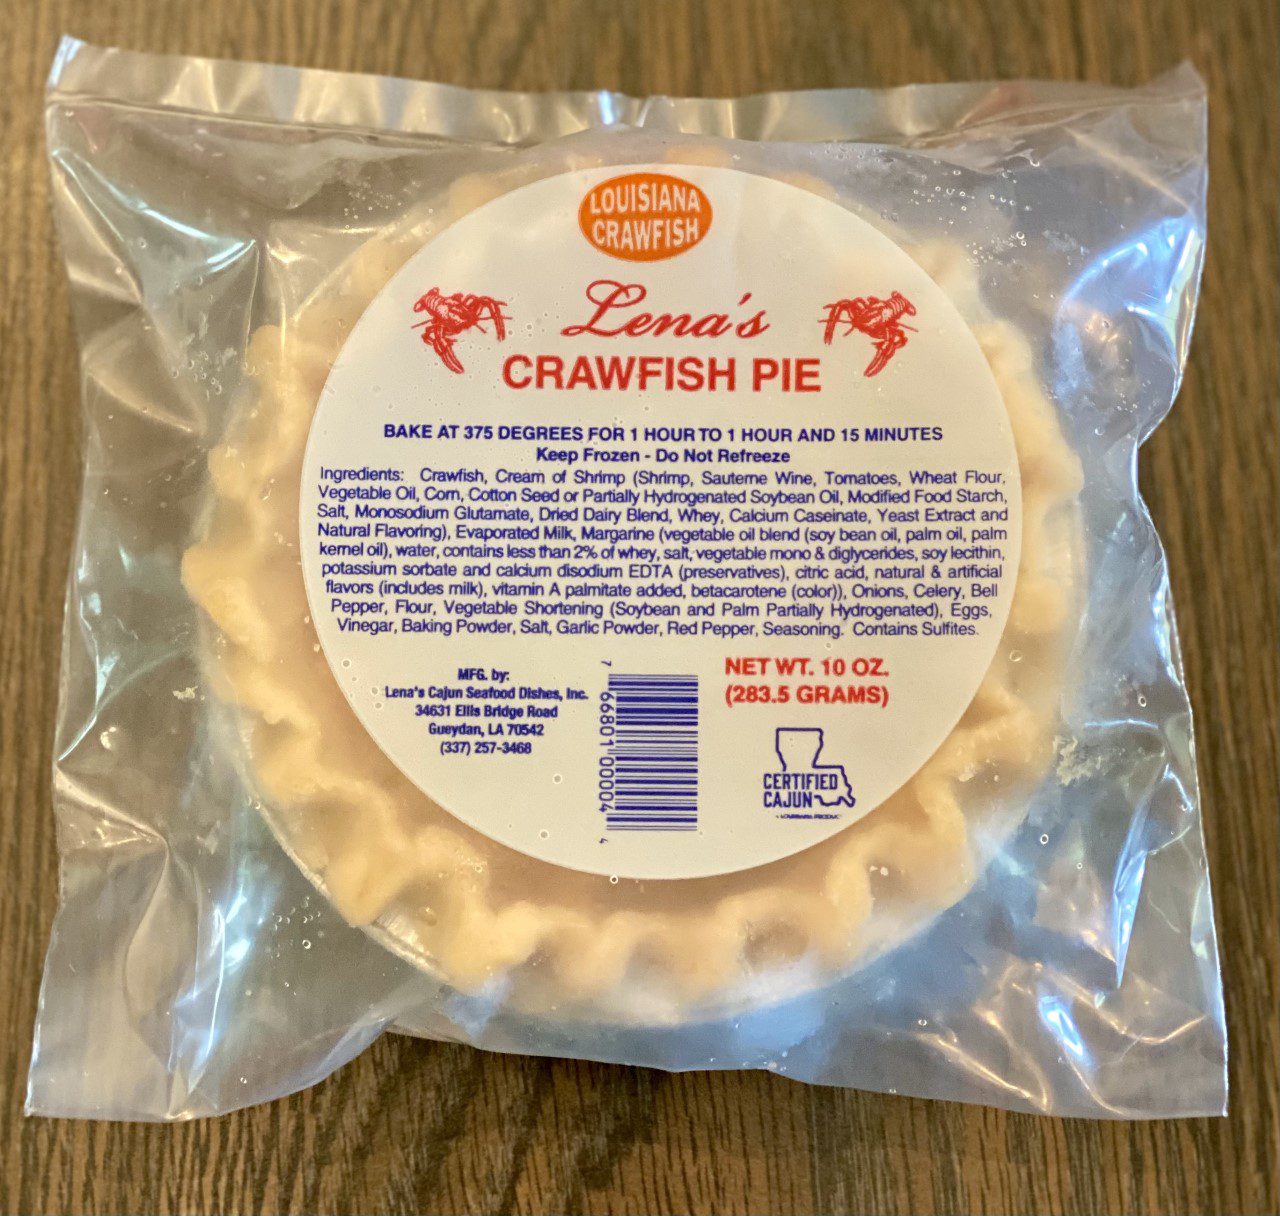 LOUISIANA
CRAWFISH
Lena's
CRAWFISH PIE
BAKE AT 375 DEGREES FOR 1 HOUR TO 1 HOUR AND 15 MINUTES
Keep Frozen - Do Not Refreeze
Ingredients: Crawfish, Cream of Shrimp (Shrimp, Sauterne Wine, Tomatoes, Wheat Flour,
Vegetable Oil, Corn, Cotton Seed or Partially Hydrogenated Soybean Oil, Modified Food Starch,
Salt, Monosodium Glutamate, Dried Dairy Blend, Whey, Calcium Caseinate, Yeast Extract and
Natural Flavoring), Evaporated Milk, Margarine (vegetable oil blend (soy bean oil, palm oil, palm
kernel oil), water, contains less than 2% of whey, salt, vegetable mono & diglycerides, soy lecithin,
potassium sorbate and calcium disodium EDTA (preservatives), citric acid, natural & artificial
flavors (includes milk), vitamin A palmitate added, betacarotene (color)), Onions, Celery, Bell
Pepper, Flour, Vegetable Shortening (Soybean and Palm Partially Hydrogenated), Eggs,
Vinegar, Baking Powder, Salt, Garlic Powder, Red Pepper, Seasoning. Contains Sulfites.
MFG. by:
Lena's Cajun Seafood Dishes, Inc.
34631 Ellis Bridge Road
Gueydan, LA 70542
(337) 257-3468
7 66801 00004 4
NET WT. 10 OZ.
(283.5 GRAMS)
CERTIFIED
CAJUN
A LOUISIANA PRODUCT